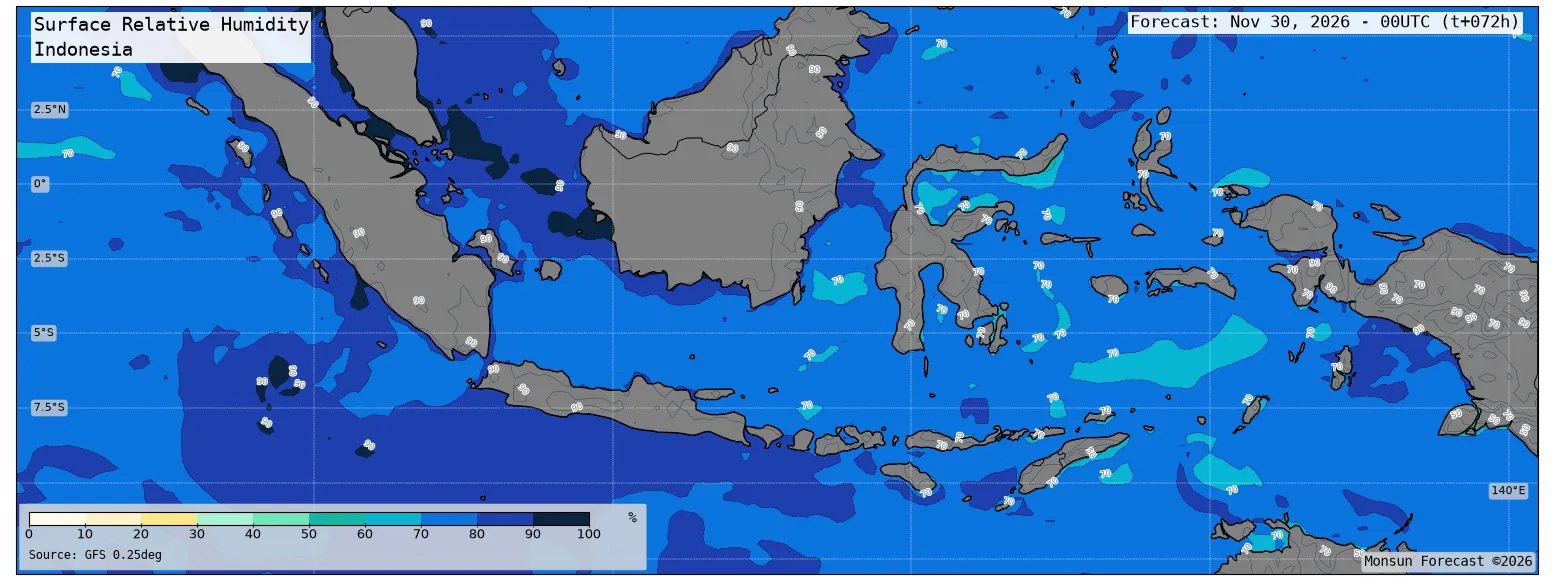 Surface Relative Humidity
Indonesia
Forecast: Nov 30, 2026 - 00UTC (t+072h)
2.5°N
0°
2.5°S
5°S
7.5°S
140°E
%
0 10 20 30 40 50 60 70 80 90 100
Source: GFS 0.25deg
Monsun Forecast ©2026